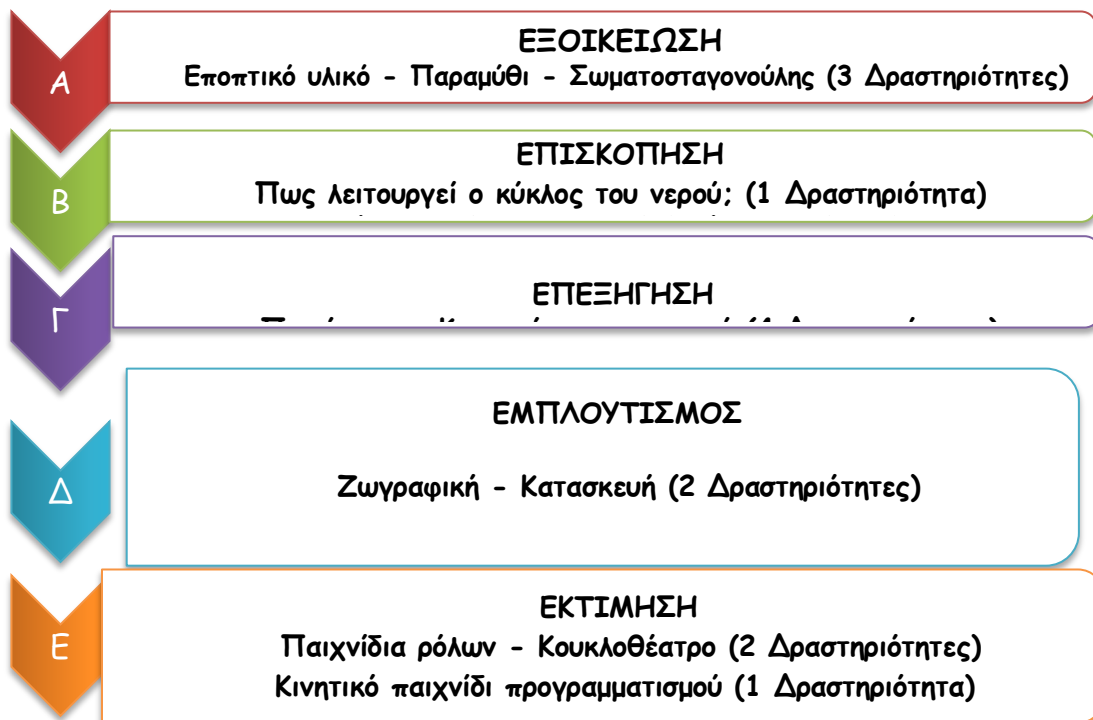 Α
ΕΞΟΙΚΕΙΩΣΗ
Εποπτικό υλικό - Παραμύθι - Σωματοσταγονούλης (3 Δραστηριότητες)
Β
ΕΠΙΣΚΟΠΗΣΗ
Πως λειτουργεί ο κύκλος του νερού; (1 Δραστηριότητα)
Γ
ΕΠΕΞΗΓΗΣΗ
Δ
ΕΜΠΛΟΥΤΙΣΜΟΣ
Ζωγραφική - Κατασκευή (2 Δραστηριότητες)
Ε
ΕΚΤΙΜΗΣΗ
Παιχνίδια ρόλων - Κουκλοθέατρο (2 Δραστηριότητες)
Κινητικό παιχνίδι προγραμματισμού (1 Δραστηριότητα)